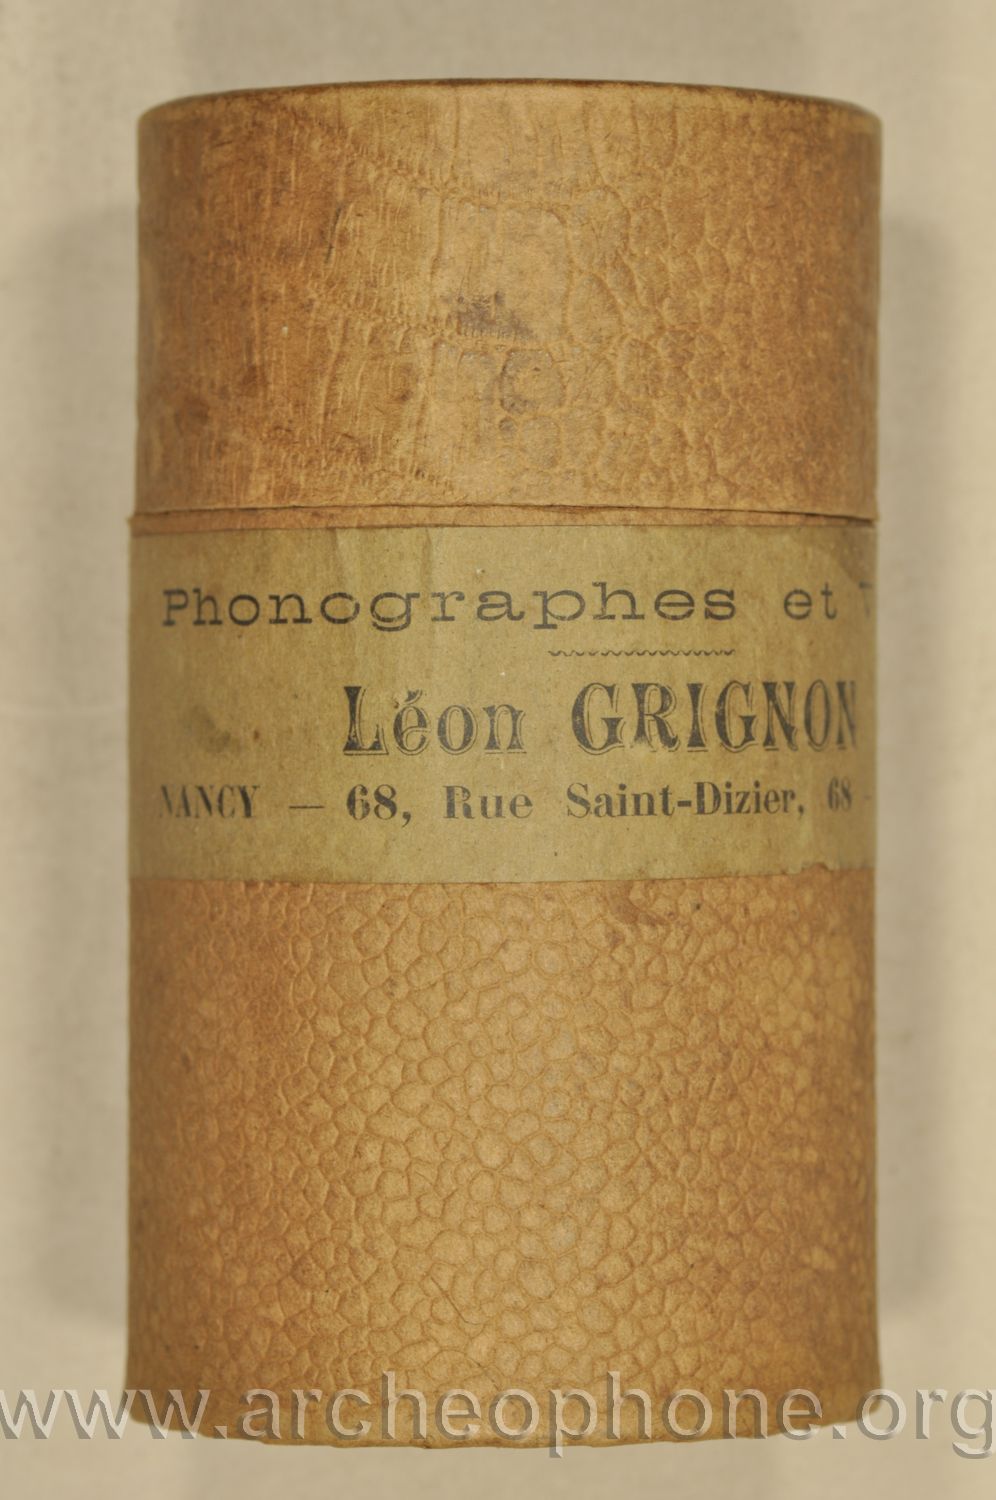 Phonographes et
Léon GRIGNON
NANCY — 68, Rue Saint-Dizier, 68 -
www.archeophone.org